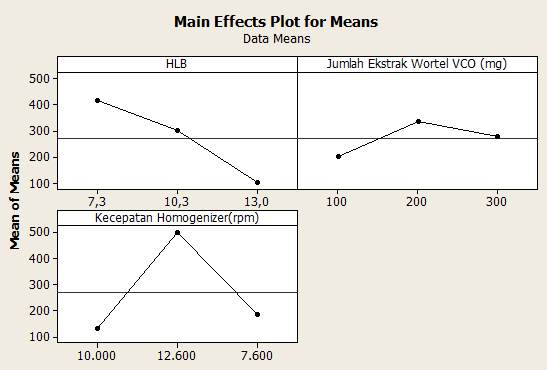 Main Effects Plot for Means
Data Means
HLB
Jumlah Ekstrak Wortel VCO (mg)
500
400
300
200
100
7,3 10,3 13,0
100 200 300
Kecepatan Homogenizer(rpm)
500
400
300
200
100
10.000 12.600 7.600
Mean of Means